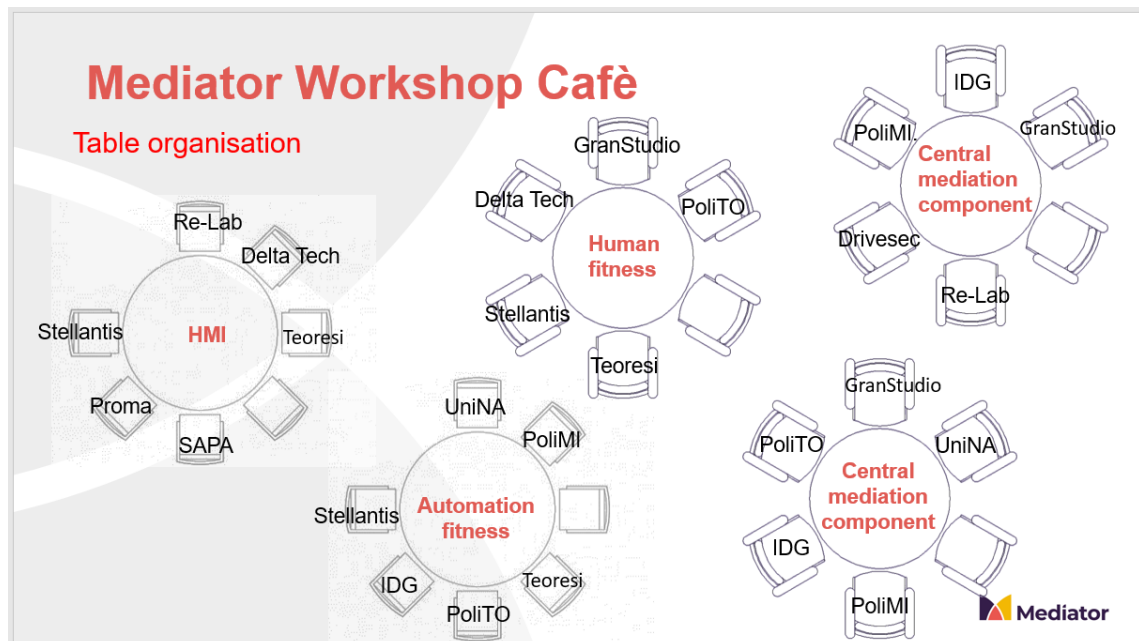 Mediator Workshop Cafè
Table organisation
Re-Lab
Delta Tech
Stellantis
HMI
Teoresi
Proma
SAPA
GranStudio
Delta Tech
PoliTO
Human
fitness
Stellantis
Teoresi
IDG
PoliMI.
GranStudio
Central
mediation
component
Drivesec
Re-Lab
UniNA
PoliMI
Stellantis
Automation
fitness
IDG
Teoresi
PoliTO
GranStudio
PoliTO
UniNA
Central
mediation
component
IDG
PoliMI
Mediator